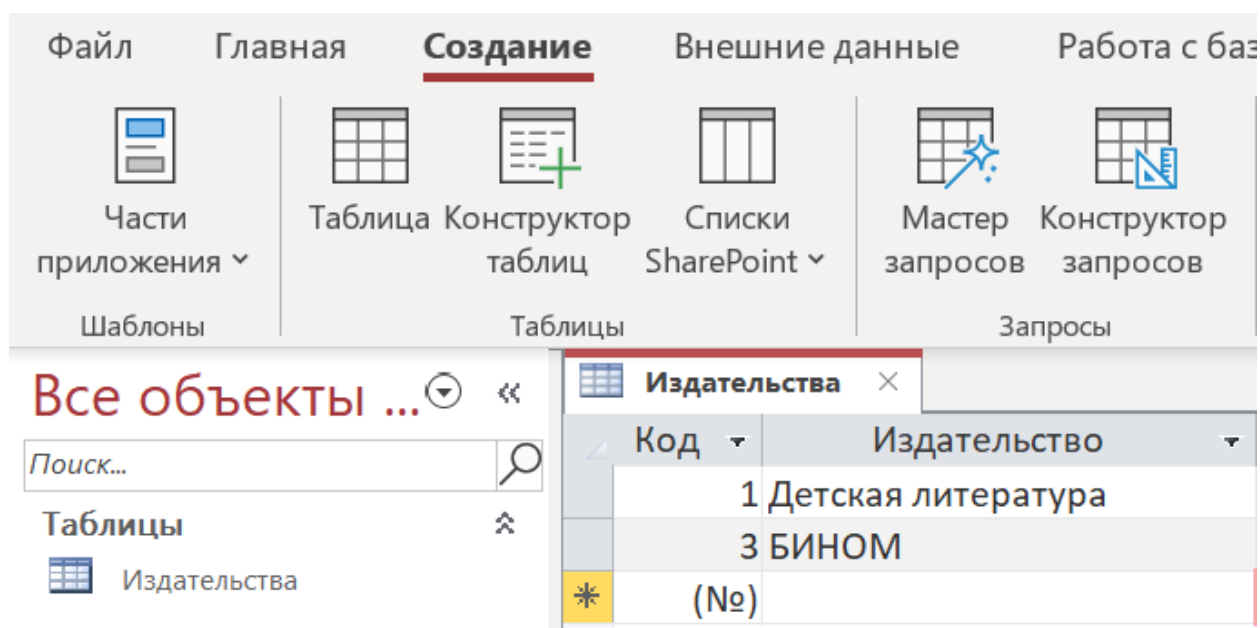 Файл Главная Создание Внешние данные Работа с баз
Части приложения
Таблица
Конструктор таблиц
Списки SharePoint
Мастер запросов
Конструктор запросов
Шаблоны Таблицы Запросы
Все объекты ...
Поиск...
Таблицы
Издательства
Издательства
Код Издательство
1 Детская литература
3 БИНОМ
(№)